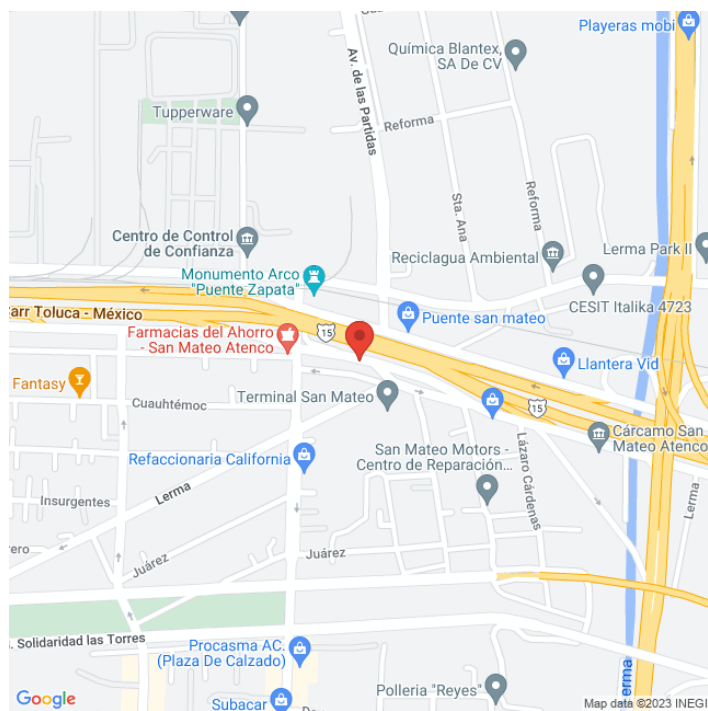 Playeras mobi
Química Blantex,
SA De CV
Av. de las Partidas
Tupperware
Reforma
Sta. Ana
Reforma
Centro de Control
de Confianza
Reciclagua Ambiental
Lerma Park II
Monumento Arco
"Puente Zapata"
CESIT Italika 4723
arr Toluca - México
Puente san mateo
15
Farmacias del Ahorro
- San Mateo Atenco
Llantera Vid
Fantasy
Terminal San Mateo
Cuauhtémoc
15
Cárcamo San
Mateo Atenco
San Mateo Motors -
Centro de Reparación...
Lázaro Cárdenas
Refaccionaria California
Lerma
Insurgentes
Lerma
rero
Juárez
Juárez
. Solidaridad las Torres
Procasma AC.
(Plaza De Calzado)
Lerma
Polleria "Reyes"
Subacar
Google
Map data ©2023 INEGI